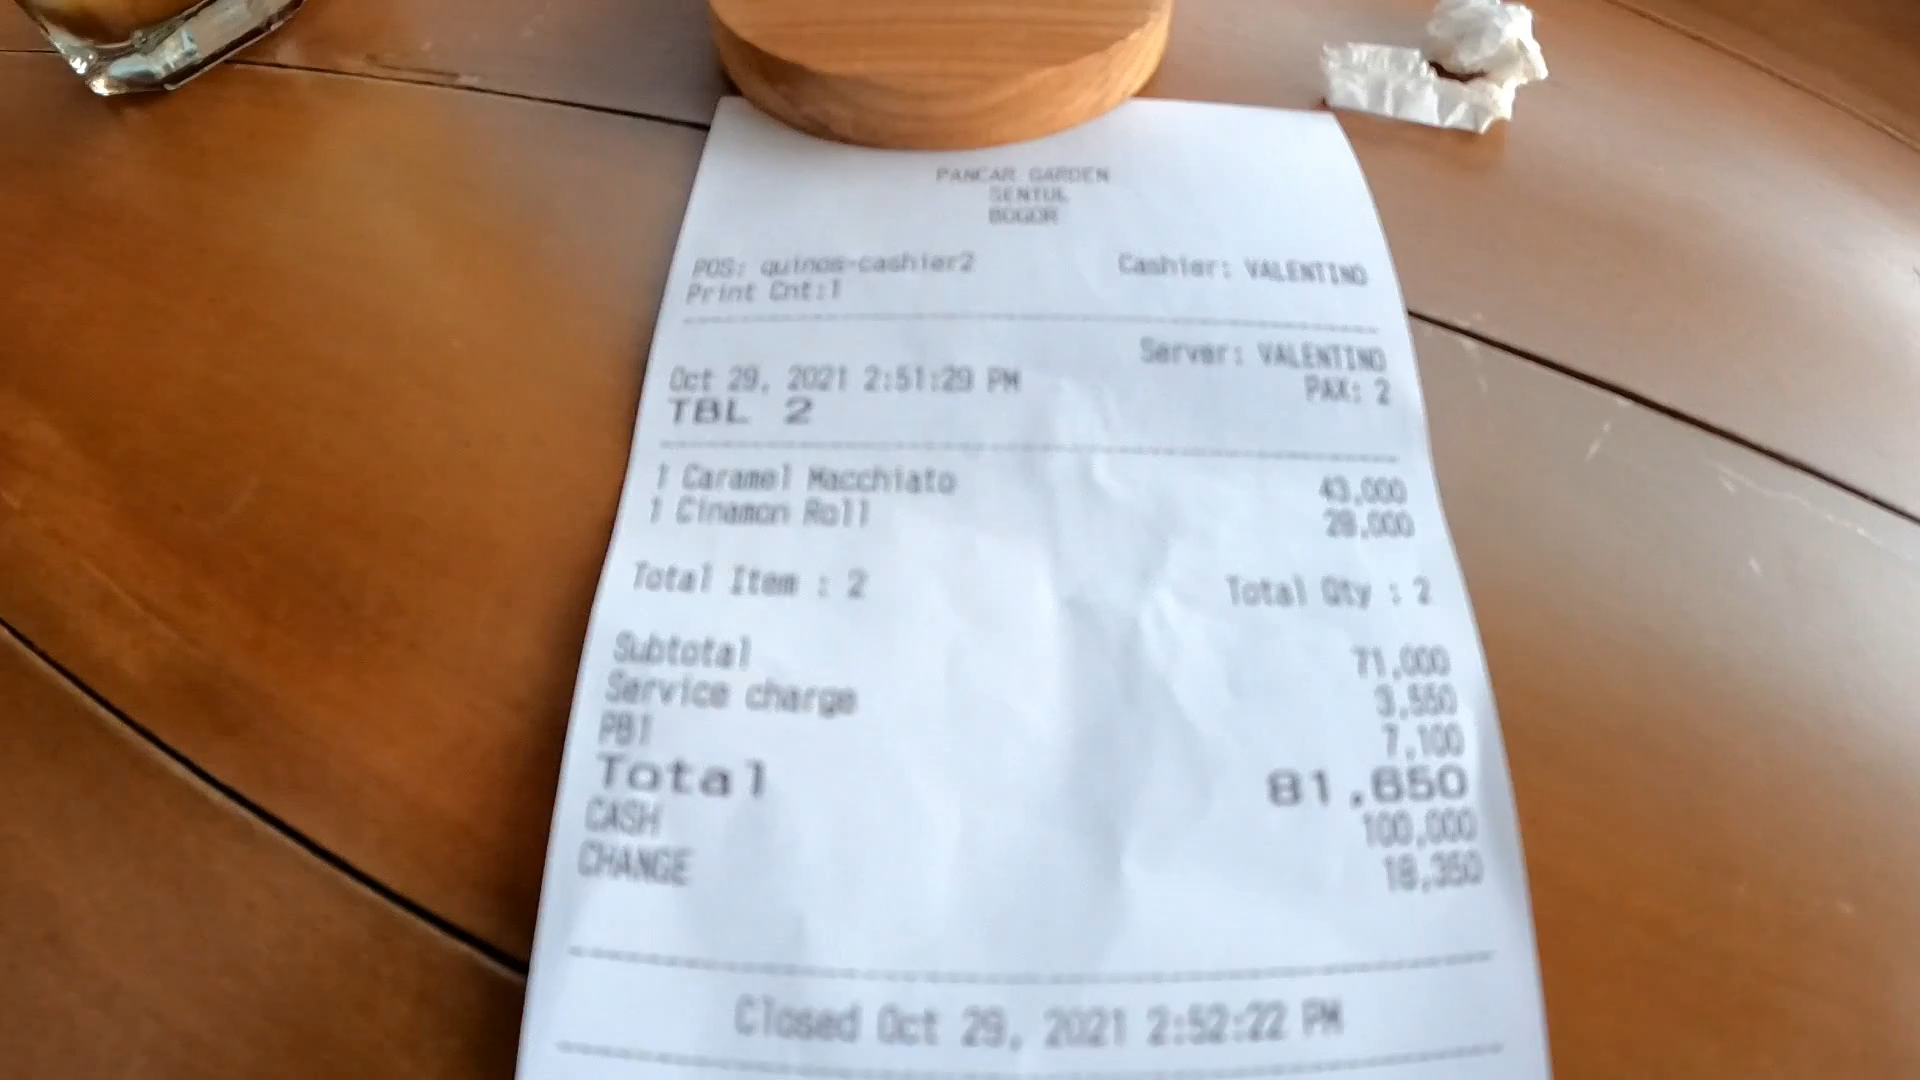 PANCAR GARDEN
SENTUL
BOGOR
POS: quinos-cashier2 Cashier: VALENTINO
Print Cnt:1
Server: VALENTINO
Oct 29, 2021 2:51:29 PM PAX: 2
TBL 2
1 Caramel Macchiato 43,000
1 Cinamon Roll 28,000
Total Item : 2 Total Qty : 2
Subtotal 71,000
Service charge 3,550
PB1 7,100
Total 81,650
CASH 100,000
CHANGE 18,350
Closed Oct 29, 2021 2:52:22 PM